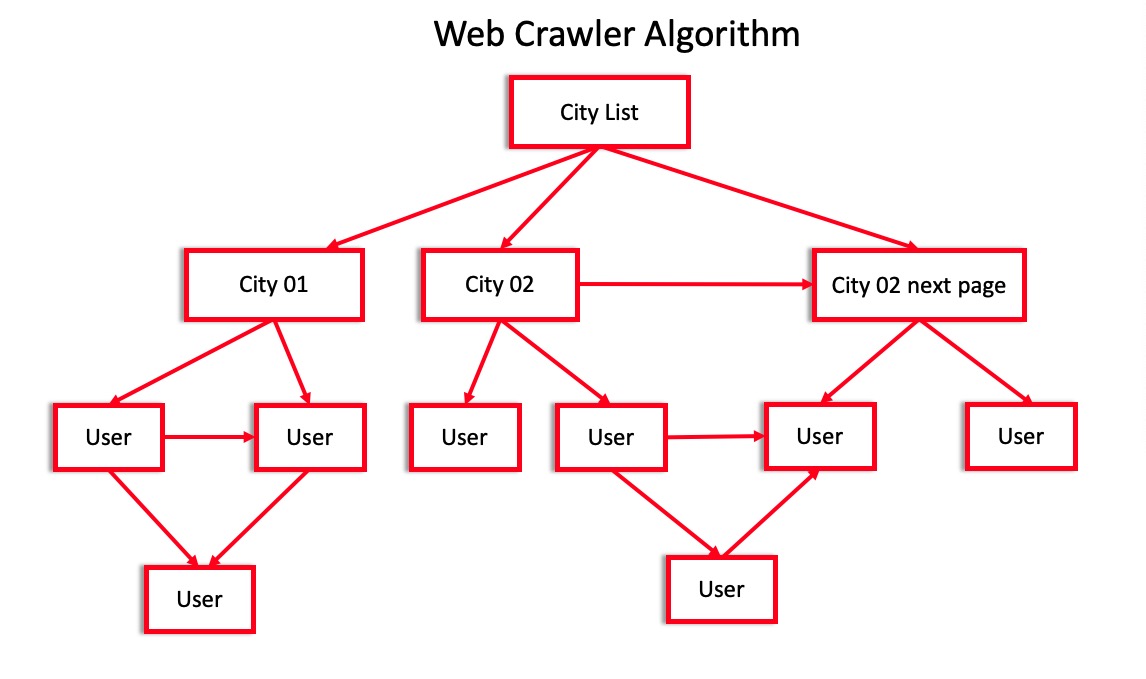 Web Crawler Algorithm
City List
City 01
City 02
City 02 next page
User
User
User
User
User
User
User
User